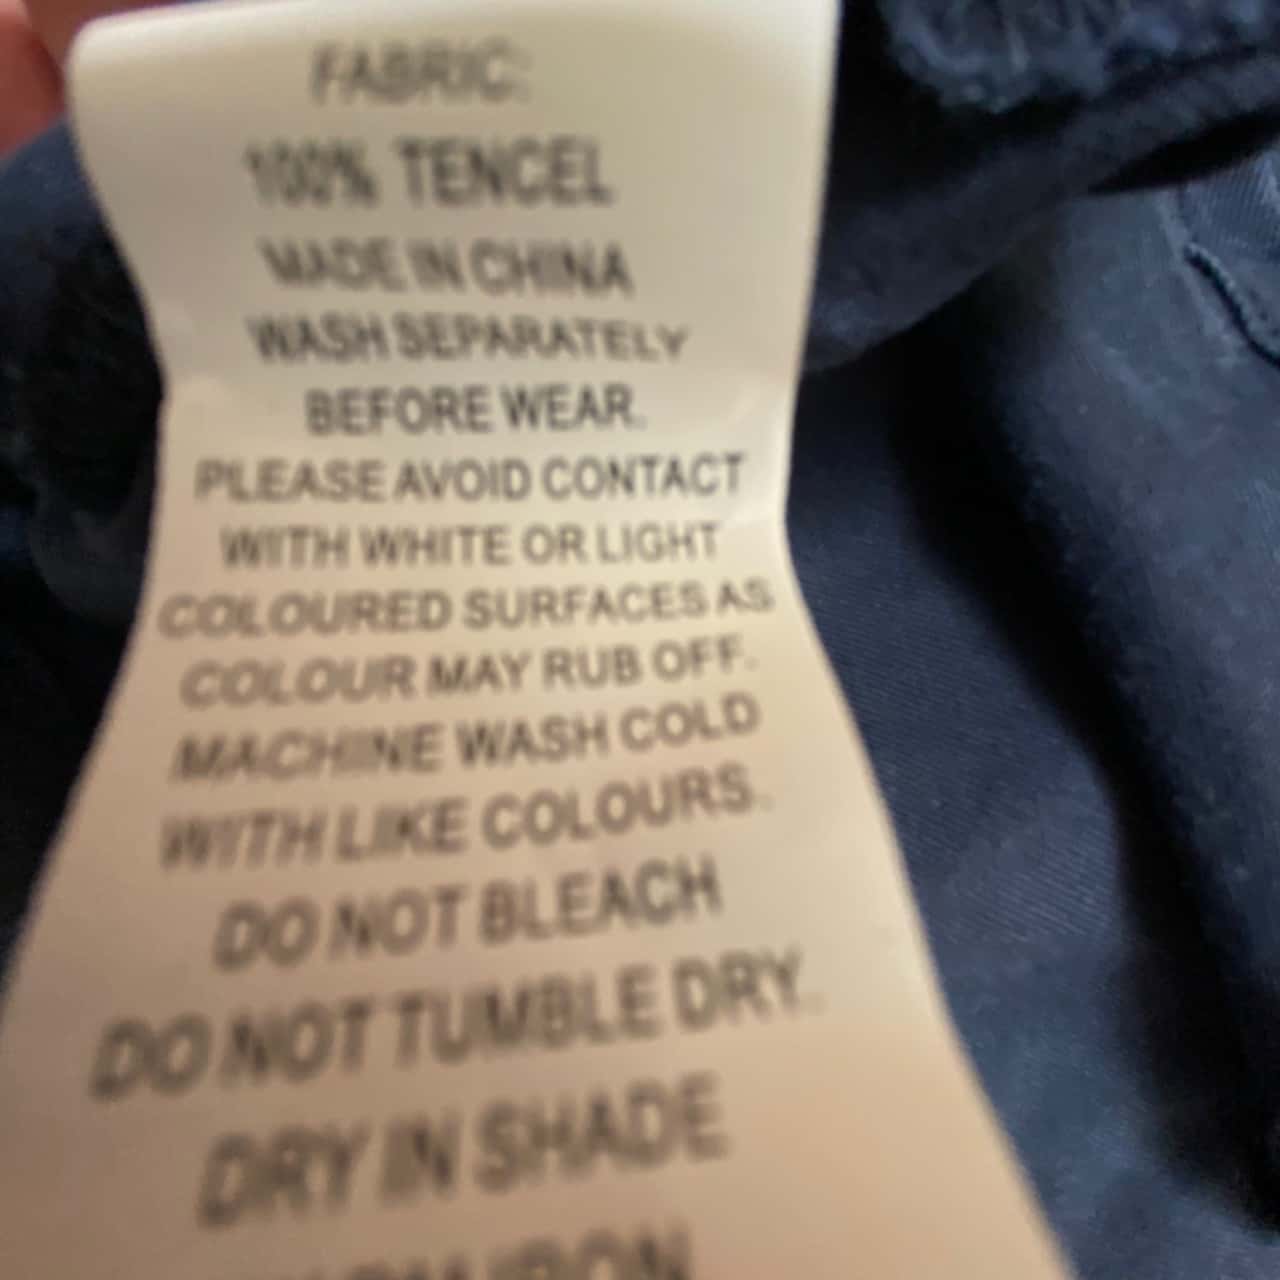 FABRIC:
100% TENCEL
MADE IN CHINA
WASH SEPARATELY
BEFORE WEAR.
PLEASE AVOID CONTACT
WITH WHITE OR LIGHT
COLOURED SURFACES AS
COLOUR MAY RUB OFF.
MACHINE WASH COLD
WITH LIKE COLOURS.
DO NOT BLEACH
DO NOT TUMBLE DRY.
DRY IN SHADE
IRON